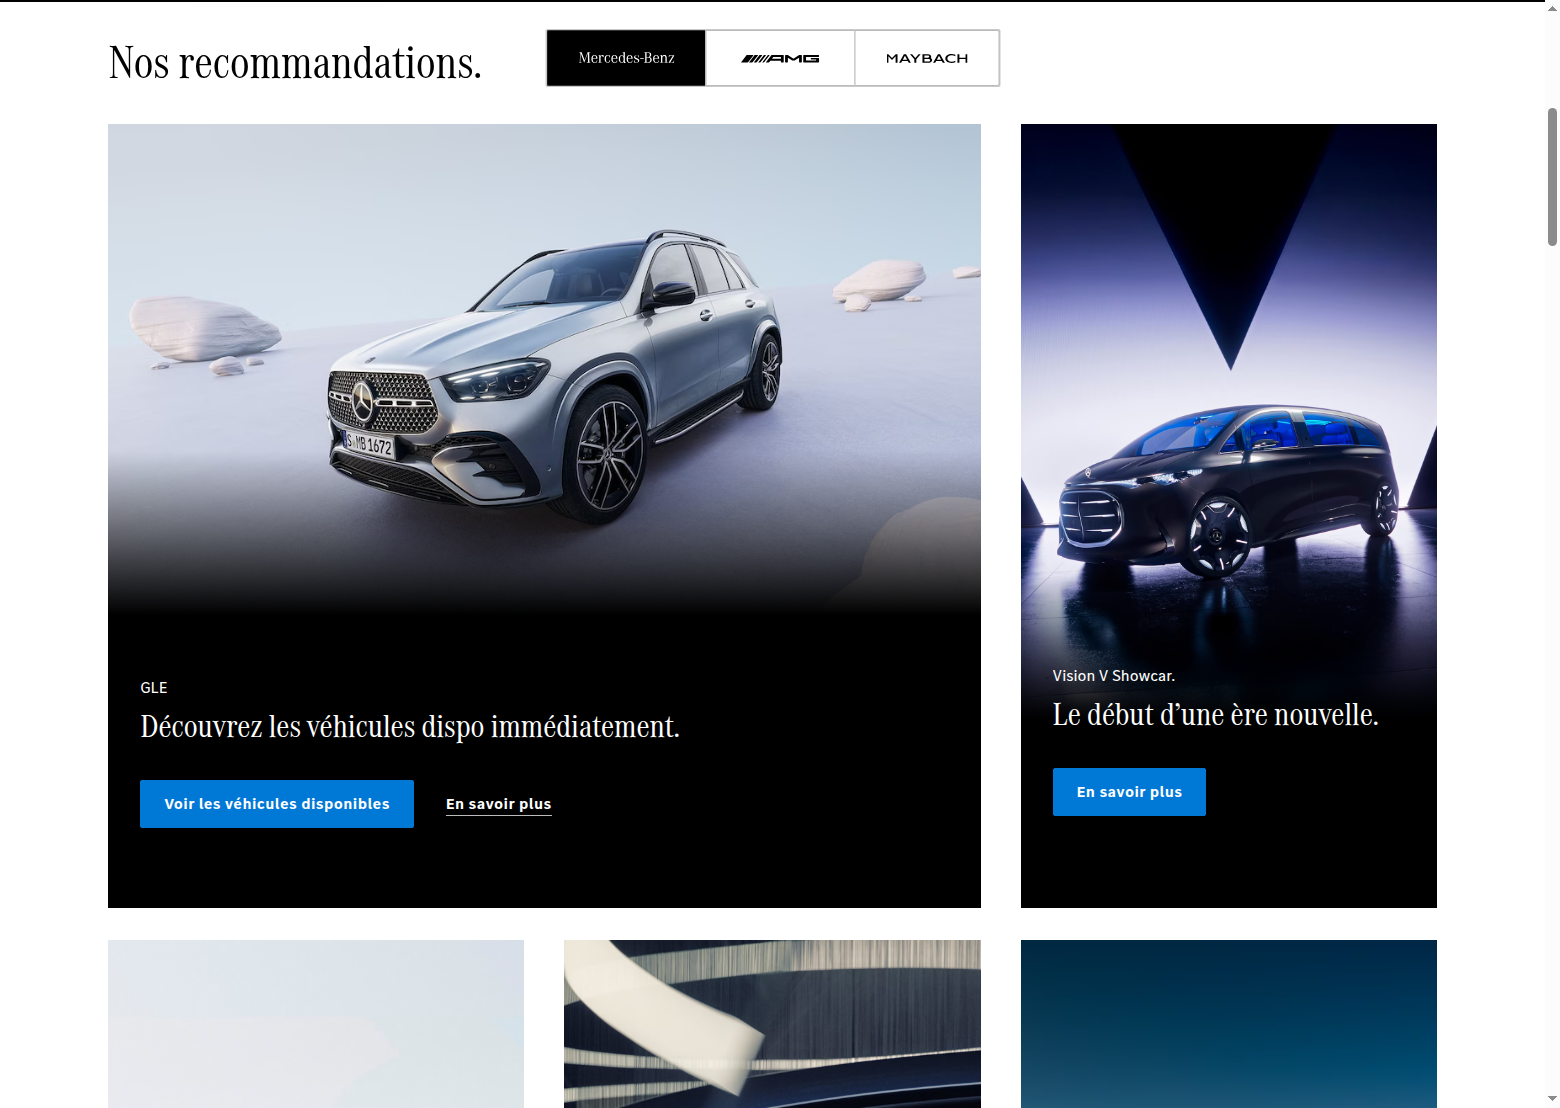 Nos recommandations.
Mercedes-Benz
AMG
MAYBACH
S MB 1672
GLE
Découvrez les véhicules dispo immédiatement.
Voir les véhicules disponibles
En savoir plus
Vision V Showcar.
Le début d’une ère nouvelle.
En savoir plus